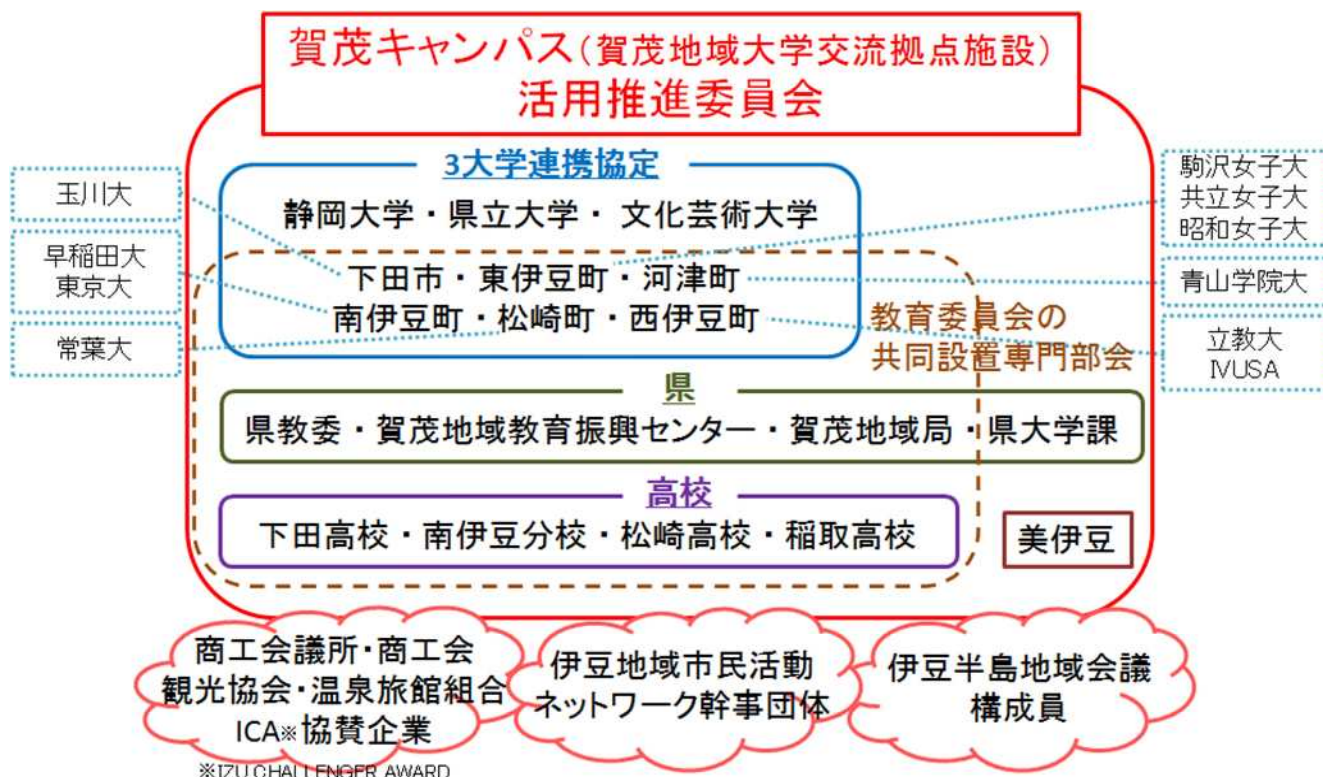 賀茂キャンパス(賀茂地域大学交流拠点施設)
活用推進委員会
3大学連携協定
静岡大学・県立大学・ 文化芸術大学
下田市・東伊豆町・河津町
南伊豆町・松崎町・西伊豆町
玉川大
早稲田大
東京大
常葉大
駒沢女子大
共立女子大
昭和女子大
青山学院大
立教大
IVUSA
教育委員会の
共同設置専門部会
県
県教委・賀茂地域教育振興センター・賀茂地域局・県大学課
高校
下田高校・南伊豆分校・松崎高校・稲取高校
美伊豆
商工会議所・商工会
観光協会・温泉旅館組合
ICA※協賛企業
※IZU CHALLENGER AWARD
伊豆地域市民活動
ネットワーク幹事団体
伊豆半島地域会議
構成員